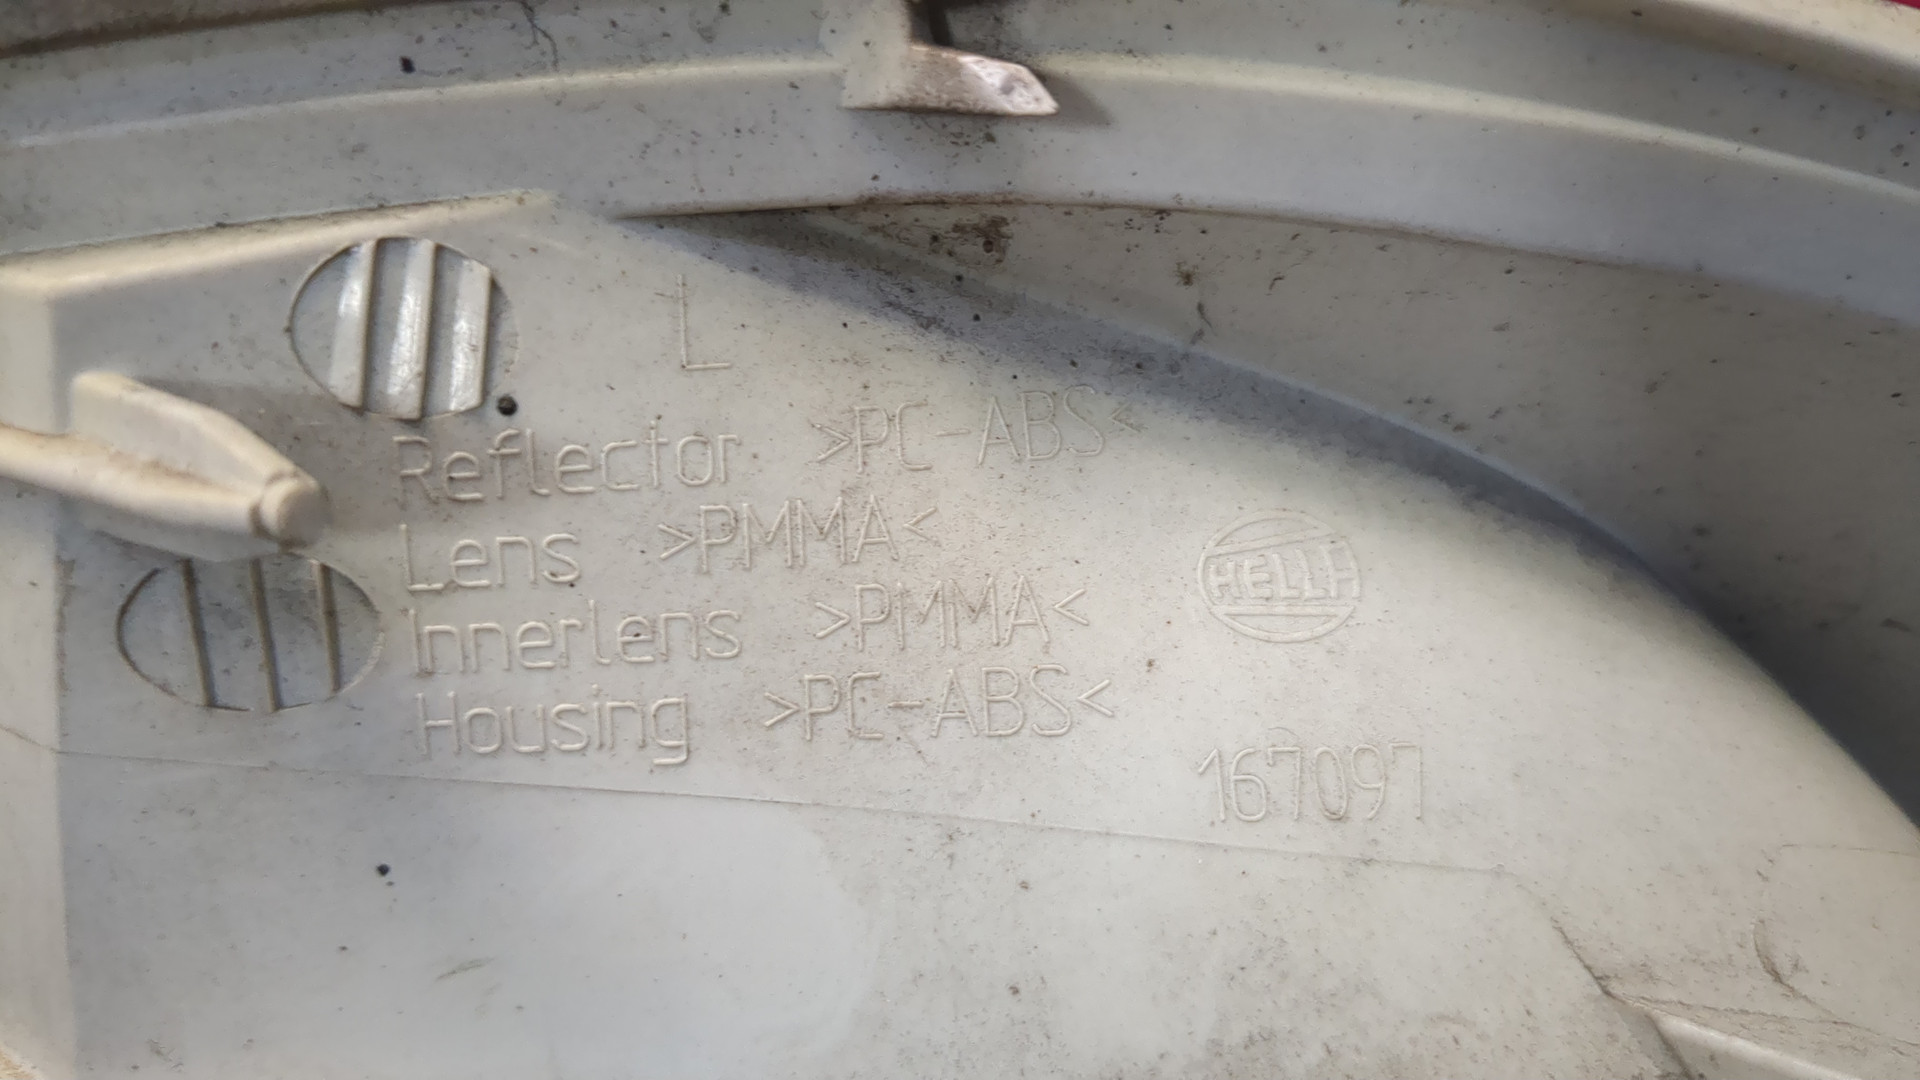 L
Reflector >PC-ABS<
Lens >PMMA<
Innerlens >PMMA<
Housing >PC-ABS<
HELLA
167097